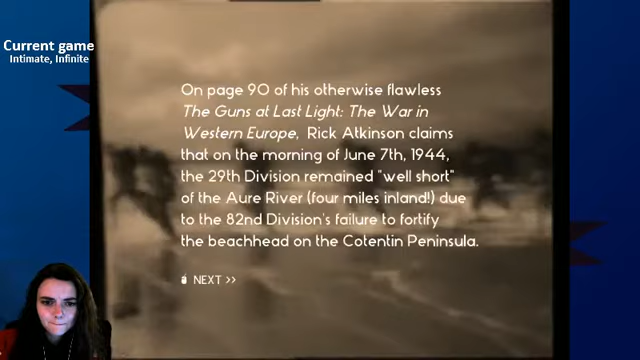 Current game
Intimate, Infinite
On page 90 of his otherwise flawless
The Guns at Last Light: The War in
Western Europe, Rick Atkinson claims
that on the morning of June 7th, 1944,
the 29th Division remained "well short"
of the Aure River (four miles inland!) due
to the 82nd Division's failure to fortify
the beachhead on the Cotentin Peninsula.
NEXT >>